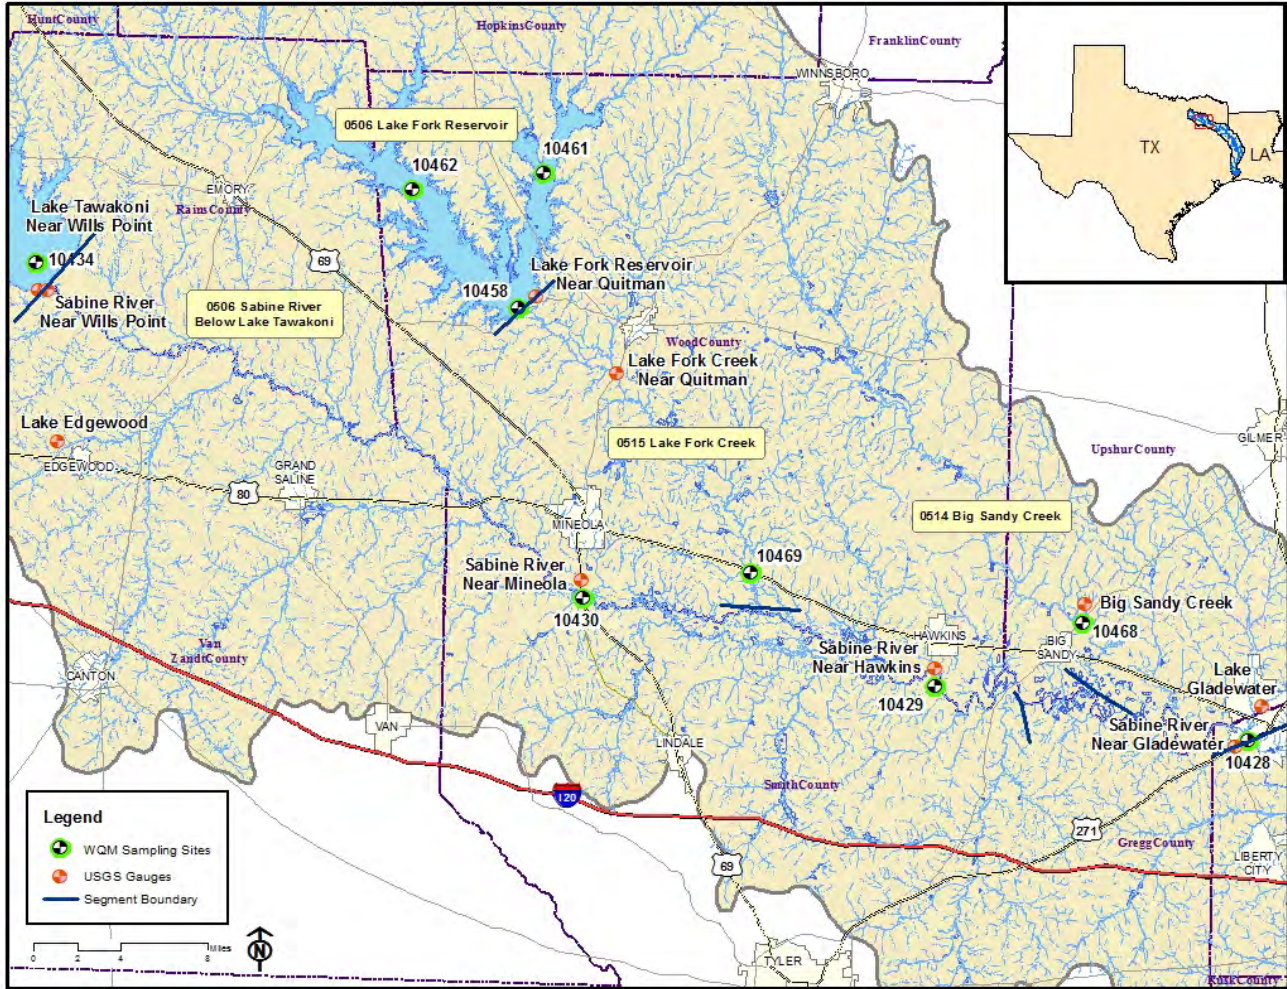 HuntCounty
HopkinsCounty
FranklinCounty
WINNSBORO
TX
LA
0506 Lake Fork Reservoir
10461
10462
EMORY
RainsCounty
Lake Tawakoni
Near Wills Point
10434
69
Lake Fork Reservoir
Near Quitman
10458
Sabine River
Near Wills Point
0506 Sabine River
Below Lake Tawakoni
WoodCounty
Lake Fork Creek
Near Quitman
Lake Edgewood
EDGEWOOD
GRAND
SALINE
80
0515 Lake Fork Creek
GILMER
UpshurCounty
0514 Big Sandy Creek
MINEOLA
10469
Sabine River
Near Mineola
10430
Big Sandy Creek
10468
HAWKINS
BIG
SANDY
Sabine River
Near Hawkins
10429
Van
ZandtCounty
CANTON
VAN
LINDALE
Lake
Gladewater
Sabine River
Near Gladewater
10428
SmithCounty
I20
271
GreggCounty
LIBERTY
CITY
69
TYLER
RuskCounty
Legend
WQM Sampling Sites
USGS Gauges
Segment Boundary
0 2 4 8 Miles
N